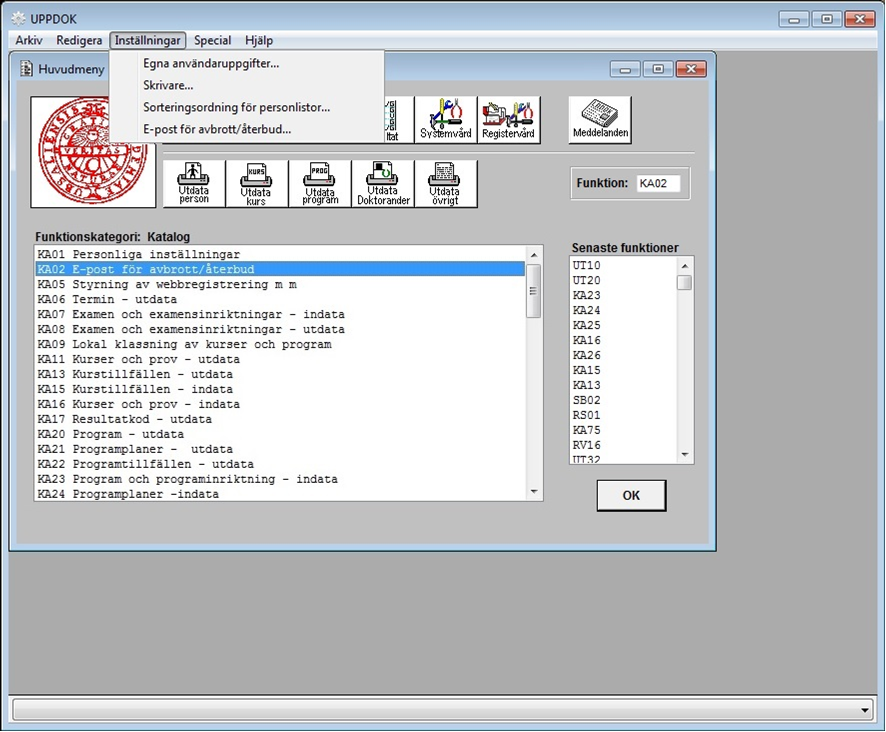 UPPDOK
Arkiv Redigera Inställningar Special Hjälp
Egna användaruppgifter...
Skrivare...
Sorteringsordning för personlistor...
E-post för avbrott/återbud...
Huvudmeny
Systemvård
Registervård
Meddelanden
Utdata
person
KURS
Utdata
kurs
PROG
Utdata
program
Utdata
Doktorander
Utdata
övrigt
Funktion: KA02
Funktionskategori: Katalog
KA01 Personliga inställningar
KA02 E-post för avbrott/återbud
KA05 Styrning av webbregistrering m m
KA06 Termin - utdata
KA07 Examen och examensinriktningar - indata
KA08 Examen och examensinriktningar - utdata
KA09 Lokal klassning av kurser och program
KA11 Kurser och prov - utdata
KA13 Kurstillfällen - utdata
KA15 Kurstillfällen - indata
KA16 Kurser och prov - indata
KA17 Resultatkod - utdata
KA20 Program - utdata
KA21 Programplaner -  utdata
KA22 Programtillfällen - utdata
KA23 Program och programinriktning - indata
KA24 Programplaner -indata
Senaste funktioner
UT10
UT20
KA23
KA24
KA25
KA16
KA26
KA15
KA13
SB02
RS01
KA75
RV16
UT32
OK